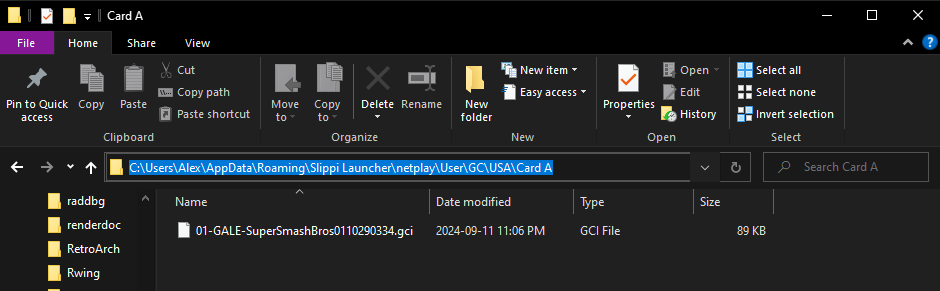 Card A
File Home Share View
Pin to Quick access
Copy
Paste
Cut
Copy path
Paste shortcut
Clipboard
Move to
Copy to
Delete
Rename
Organize
New folder
New item
Easy access
New
Properties
Open
Edit
History
Open
Select all
Select none
Invert selection
Select
C:\Users\Alex\AppData\Roaming\Slippi Launcher\netplay\User\GC\USA\Card A
Search Card A
Name Date modified Type Size
raddbg
renderdoc
RetroArch
Rwing
01-GALE-SuperSmashBros0110290334.gci 2024-09-11 11:06 PM GCI File 89 KB